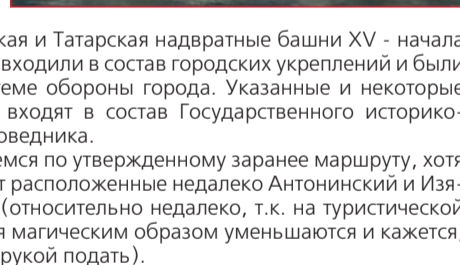 кая и Татарская надвратные башни XV - начала
входили в состав городских укреплений и были
теме обороны города. Указанные и некоторые
входят в состав Государственного историко-
оведника.
емся по утвержденному заранее маршруту, хотя
т расположенные недалеко Антонинский и Изя-
(относительно недалеко, т.к. на туристической
я магическим образом уменьшаются и кажется,
рукой подать).